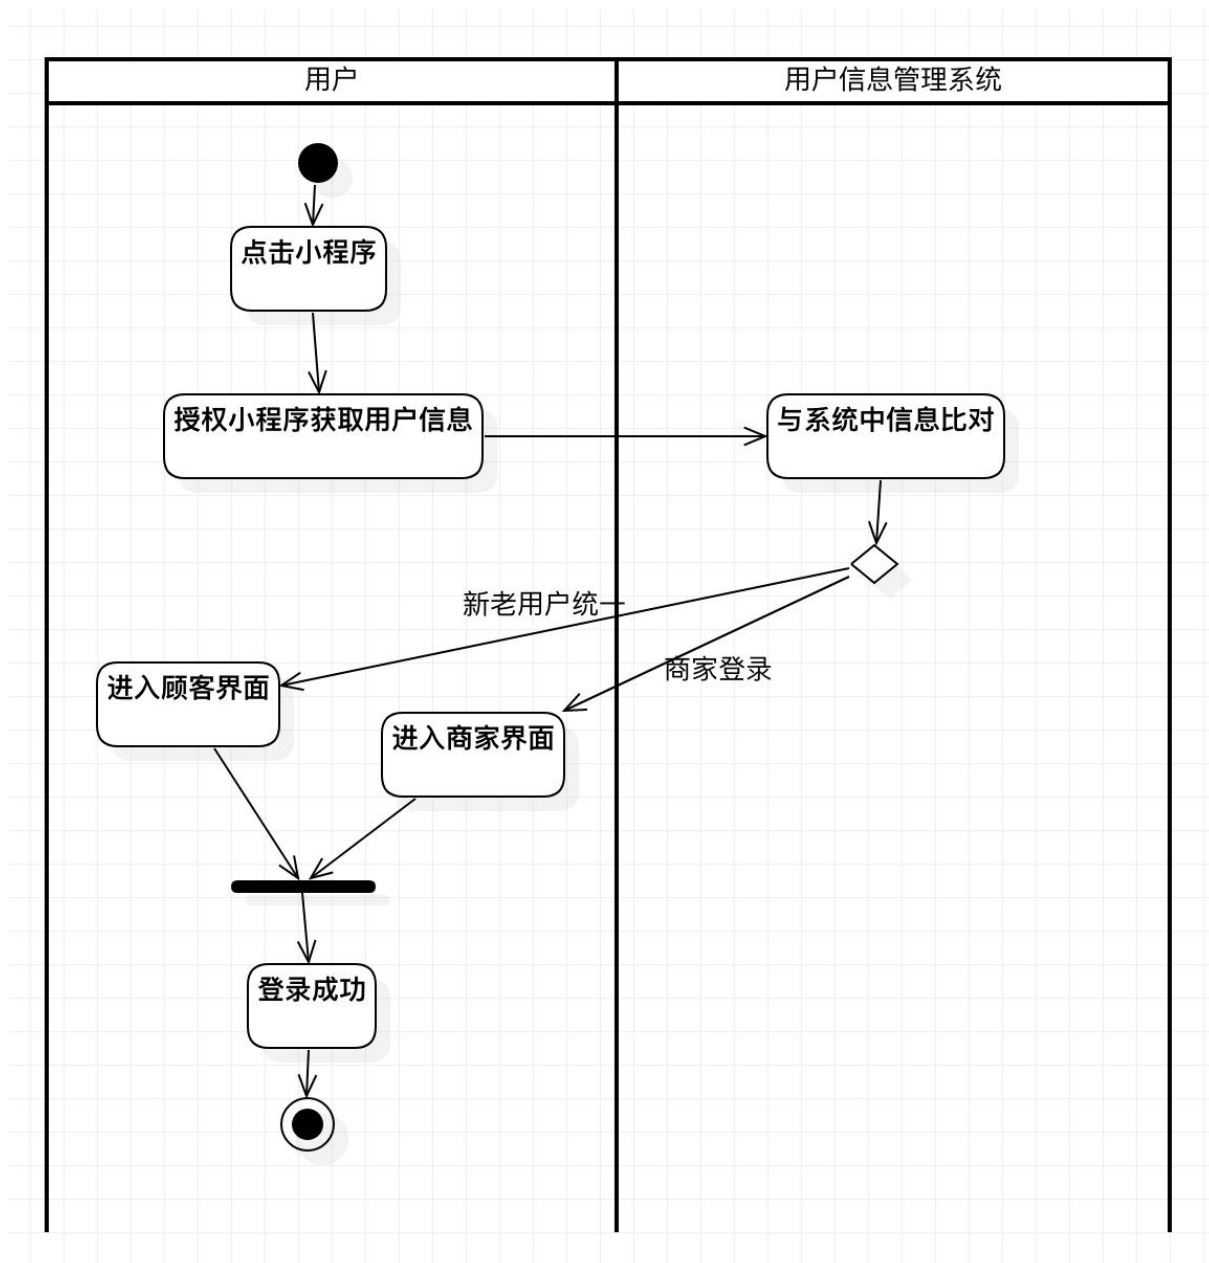 用户
用户信息管理系统
点击小程序
授权小程序获取用户信息
与系统中信息比对
新老用户统一
商家登录
进入顾客界面
进入商家界面
登录成功